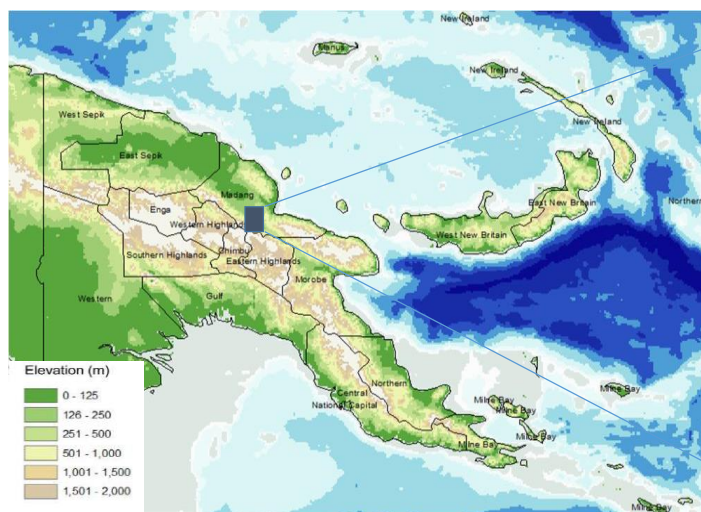 New Ireland
Manus
New Ireland
New Ireland
West Sepik
East Sepik
Madang
Enga
Western Highland
East New Britain
Northern
West New Britain
Chimbu
Southern Highlands
Eastern Highlands
Morobe
Western
Gulf
Elevation (m)
0 - 125
126 - 250
251 - 500
501 - 1,000
1,001 - 1,500
1,501 - 2,000
Northern
Central
National Capital
Milne Bay
Milne Bay
Milne Bay
Milne Bay
Milne Ba
Milne Bay